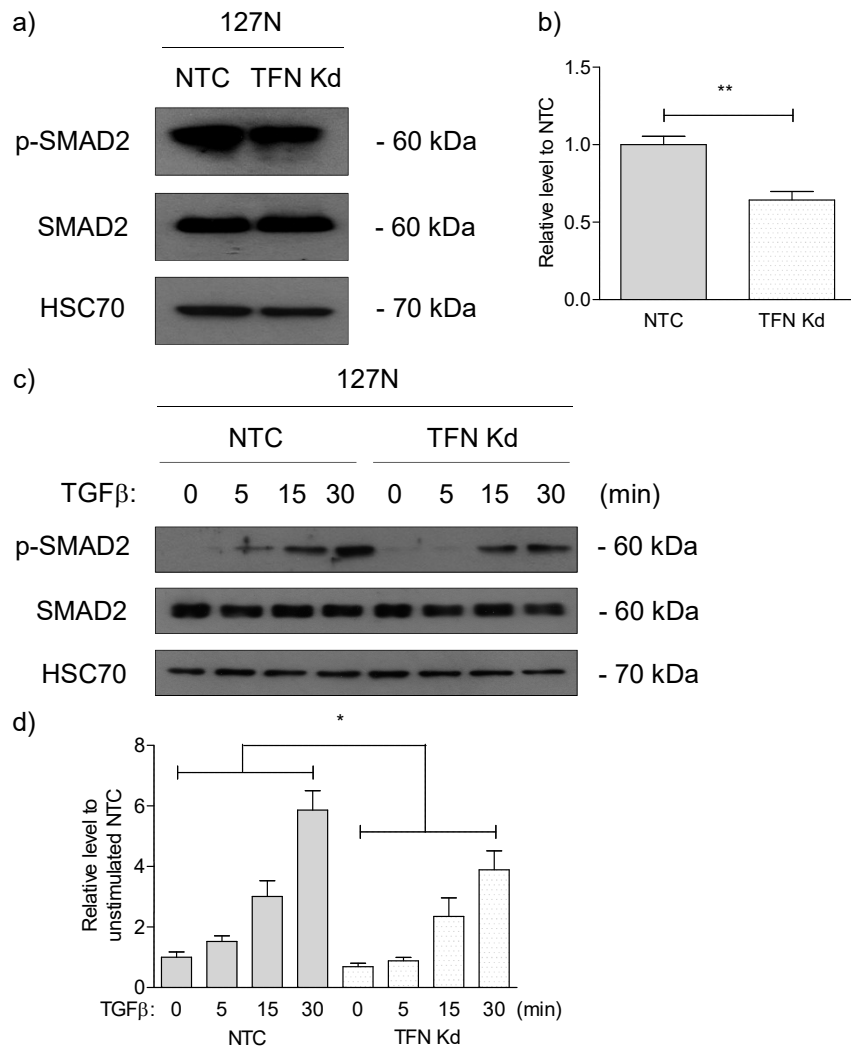 a)
127N
NTC TFN Kd
p-SMAD2 - 60 kDa
SMAD2 - 60 kDa
HSC70 - 70 kDa
b)
Relative level to NTC
1.5
1.0
0.5
0.0
**
NTC TFN Kd
c)
127N
NTC TFN Kd
TGFβ: 0 5 15 30 0 5 15 30 (min)
p-SMAD2 - 60 kDa
SMAD2 - 60 kDa
HSC70 - 70 kDa
d)
Relative level to
unstimulated NTC
8
6
4
2
0
*
TGFβ: 0 5 15 30 0 5 15 30 (min)
NTC TFN Kd